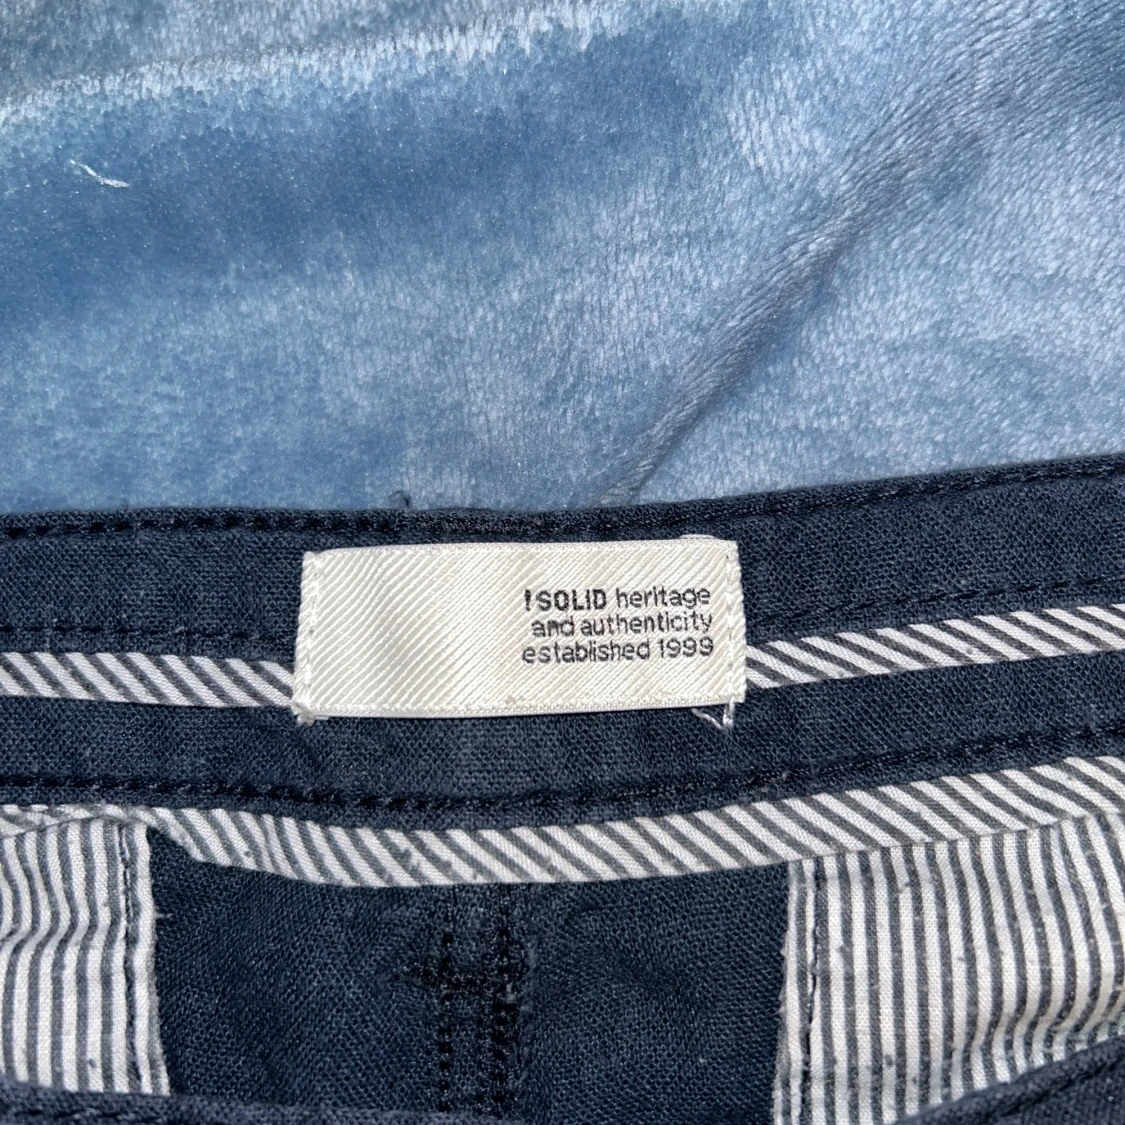 !SOLID heritage
and authenticity
established 1999